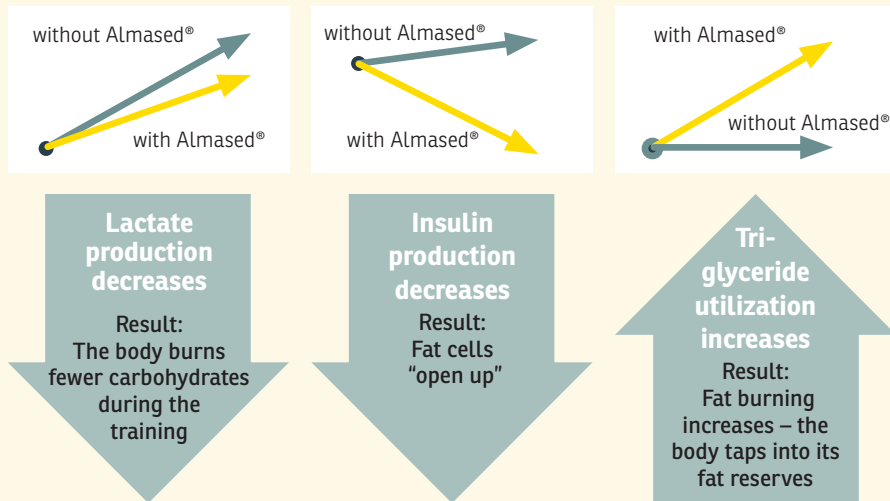 without Almased®
with Almased®
Lactate
production
decreases
Result:
The body burns
fewer carbohydrates
during the
training
without Almased®
with Almased®
Insulin
production
decreases
Result:
Fat cells
“open up”
with Almased®
without Almased®
Tri-
glyceride
utilization
increases
Result:
Fat burning
increases – the
body taps into its
fat reserves